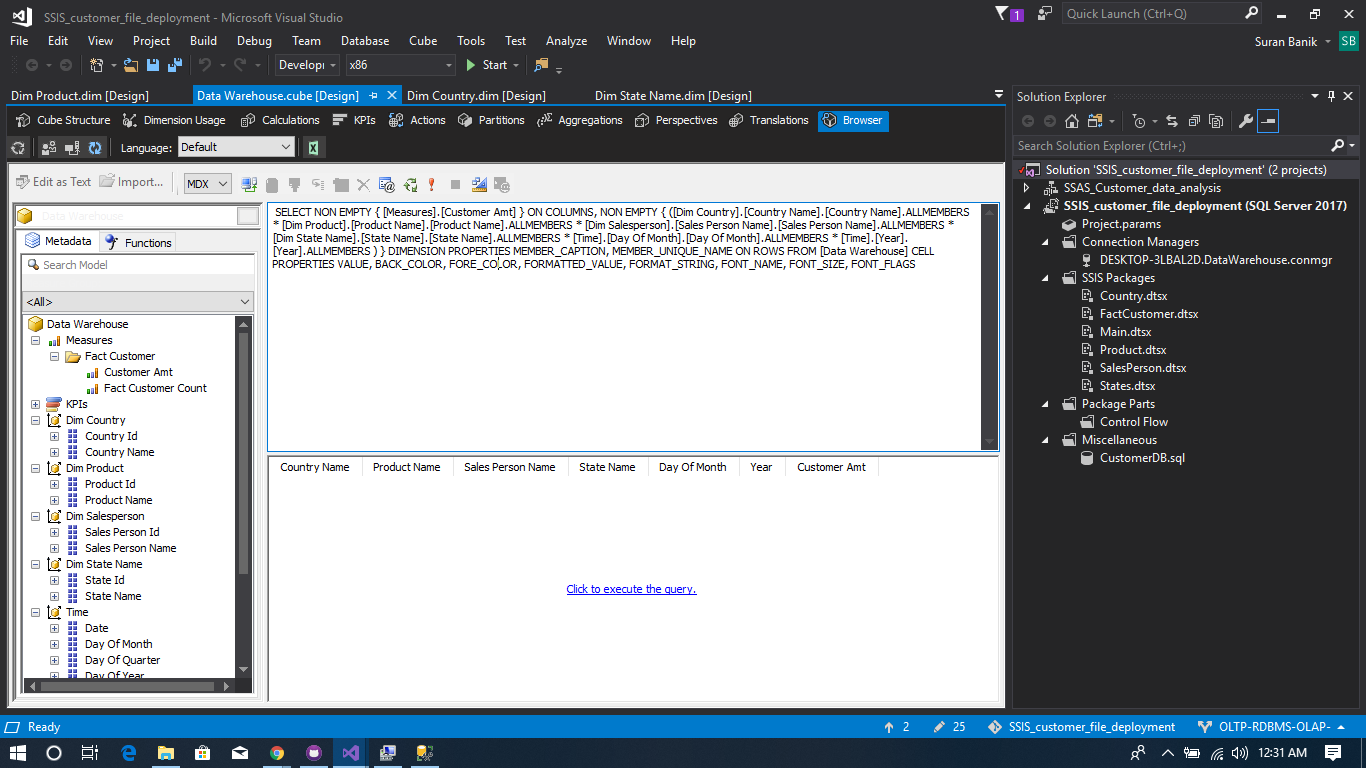 SSIS_customer_file_deployment - Microsoft Visual Studio
1
Quick Launch (Ctrl+Q)
File Edit View Project Build Debug Team Database Cube Tools Test Analyze Window Help
Suran Banik SB
Developi x86 Start
Dim Product.dim [Design] Data Warehouse.cube [Design] Dim Country.dim [Design] Dim State Name.dim [Design]
Cube Structure Dimension Usage Calculations KPIs Actions Partitions Aggregations Perspectives Translations Browser
Language: Default
Edit as Text Import... MDX
Data Warehouse
Metadata Functions
Search Model
<All>
Data Warehouse
Measures
Fact Customer
Customer Amt
Fact Customer Count
KPIs
Dim Country
Country Id
Country Name
Dim Product
Product Id
Product Name
Dim Salesperson
Sales Person Id
Sales Person Name
Dim State Name
State Id
State Name
Time
Date
Day Of Month
Day Of Quarter
Day Of Year
SELECT NON EMPTY { [Measures].[Customer Amt] } ON COLUMNS, NON EMPTY { ([Dim Country].[Country Name].[Country Name].ALLMEMBERS
* [Dim Product].[Product Name].[Product Name].ALLMEMBERS * [Dim Salesperson].[Sales Person Name].[Sales Person Name].ALLMEMBERS *
[Dim State Name].[State Name].[State Name].ALLMEMBERS * [Time].[Day Of Month].[Day Of Month].ALLMEMBERS * [Time].[Year].
[Year].ALLMEMBERS ) } DIMENSION PROPERTIES MEMBER_CAPTION, MEMBER_UNIQUE_NAME ON ROWS FROM [Data Warehouse] CELL
PROPERTIES VALUE, BACK_COLOR, FORE_COLOR, FORMATTED_VALUE, FORMAT_STRING, FONT_NAME, FONT_SIZE, FONT_FLAGS
Country Name Product Name Sales Person Name State Name Day Of Month Year Customer Amt
Click to execute the query.
Solution Explorer
Search Solution Explorer (Ctrl+;)
Solution 'SSIS_customer_file_deployment' (2 projects)
SSAS_Customer_data_analysis
SSIS_customer_file_deployment (SQL Server 2017)
Project.params
Connection Managers
DESKTOP-3LBAL2D.DataWarehouse.conmgr
SSIS Packages
Country.dtsx
FactCustomer.dtsx
Main.dtsx
Product.dtsx
SalesPerson.dtsx
States.dtsx
Package Parts
Control Flow
Miscellaneous
CustomerDB.sql
Ready 2 25 SSIS_customer_file_deployment OLTP-RDBMS-OLAP-
12:31 AM